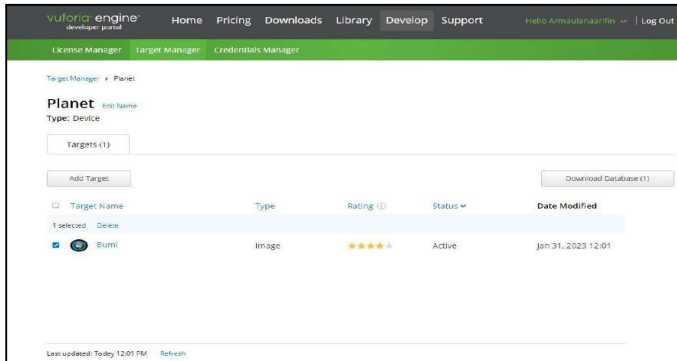 vuforia engine Home Pricing Downloads Library Develop Support Hello Armaulanaarifin | Log Out
developer portal
License Manager Target Manager Credentials Manager
Target Manager > Planet
Planet Edit Name
Type: Device
Targets (1)
Add Target Download Database (1)
Target Name Type Rating Status Date Modified
1 selected Delete
Bumi Image Active Jan 31, 2023 12:01
Last updated: Today 12:01 PM Refresh